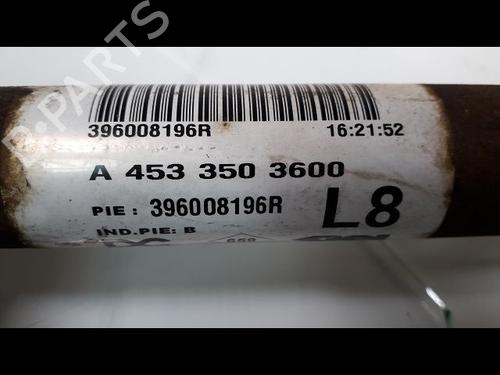 B-PARTS
396008196R 16:21:52
A 453 350 3600
PIE: 396008196R L8
IND.PIE: B